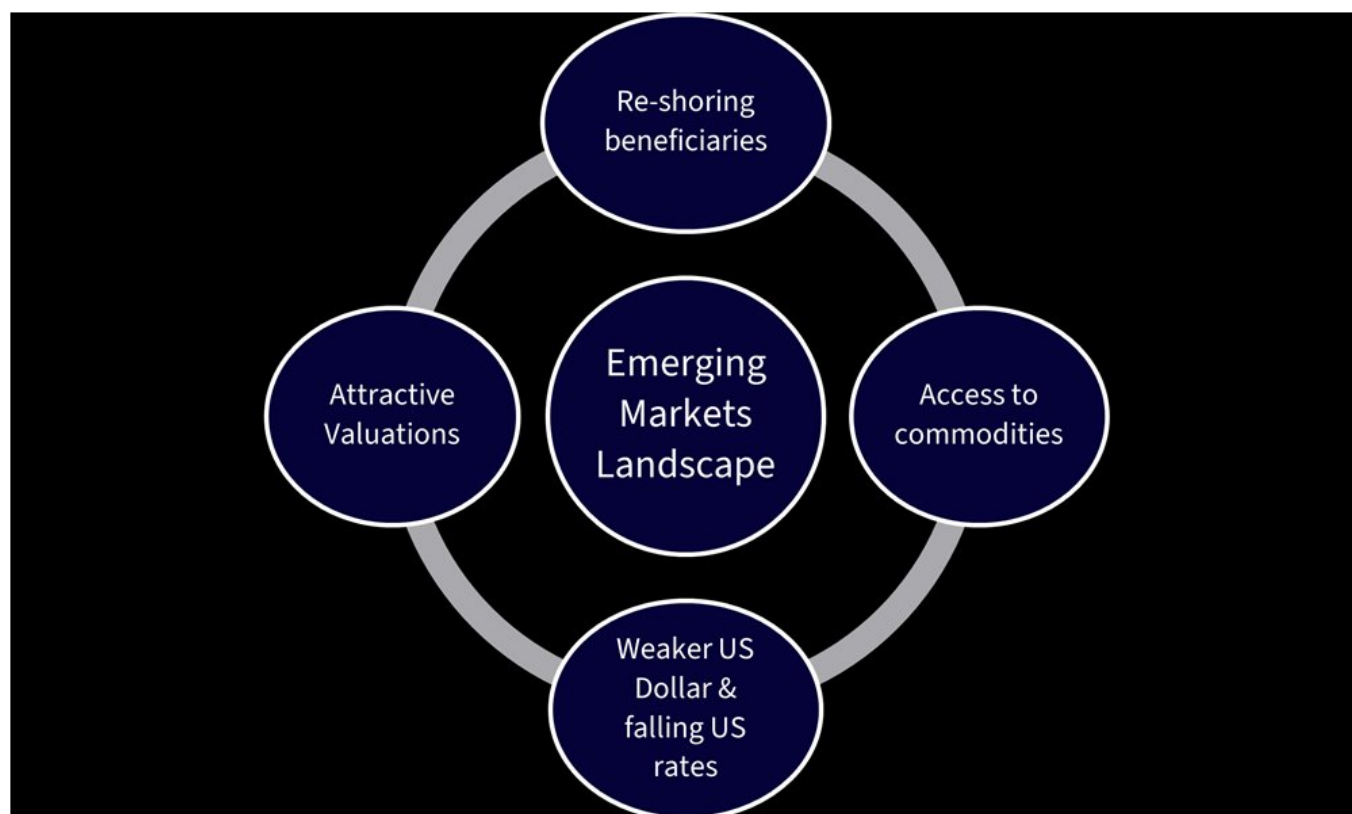 Re-shoring
beneficiaries
Attractive
Valuations
Emerging
Markets
Landscape
Access to
commodities
Weaker US
Dollar &
falling US
rates